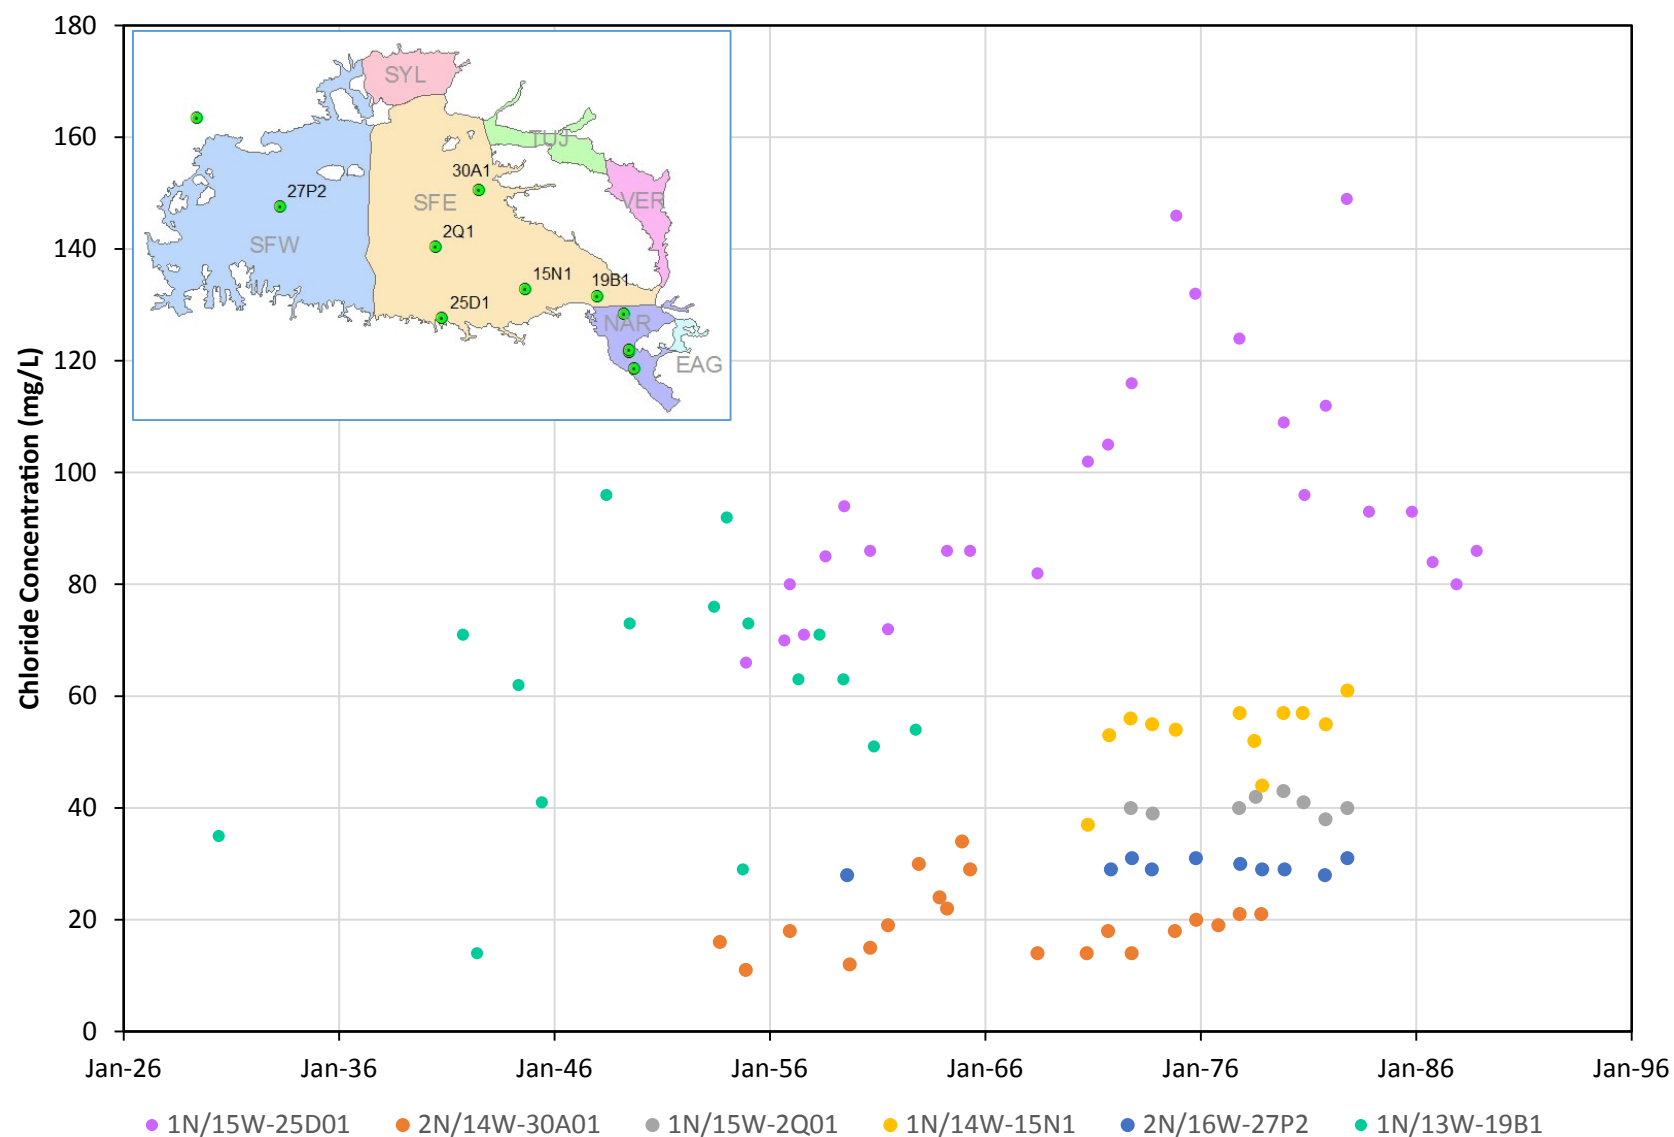 180
160
140
120
100
80
60
40
20
0
Chloride Concentration (mg/L)
SYL
TUJ
30A1
27P2
SFE
VER
2Q1
SFW
15N1
19B1
25D1
NAR
EAG
Jan-26 Jan-36 Jan-46 Jan-56 Jan-66 Jan-76 Jan-86 Jan-96
1N/15W-25D01 2N/14W-30A01 1N/15W-2Q01 1N/14W-15N1 2N/16W-27P2 1N/13W-19B1